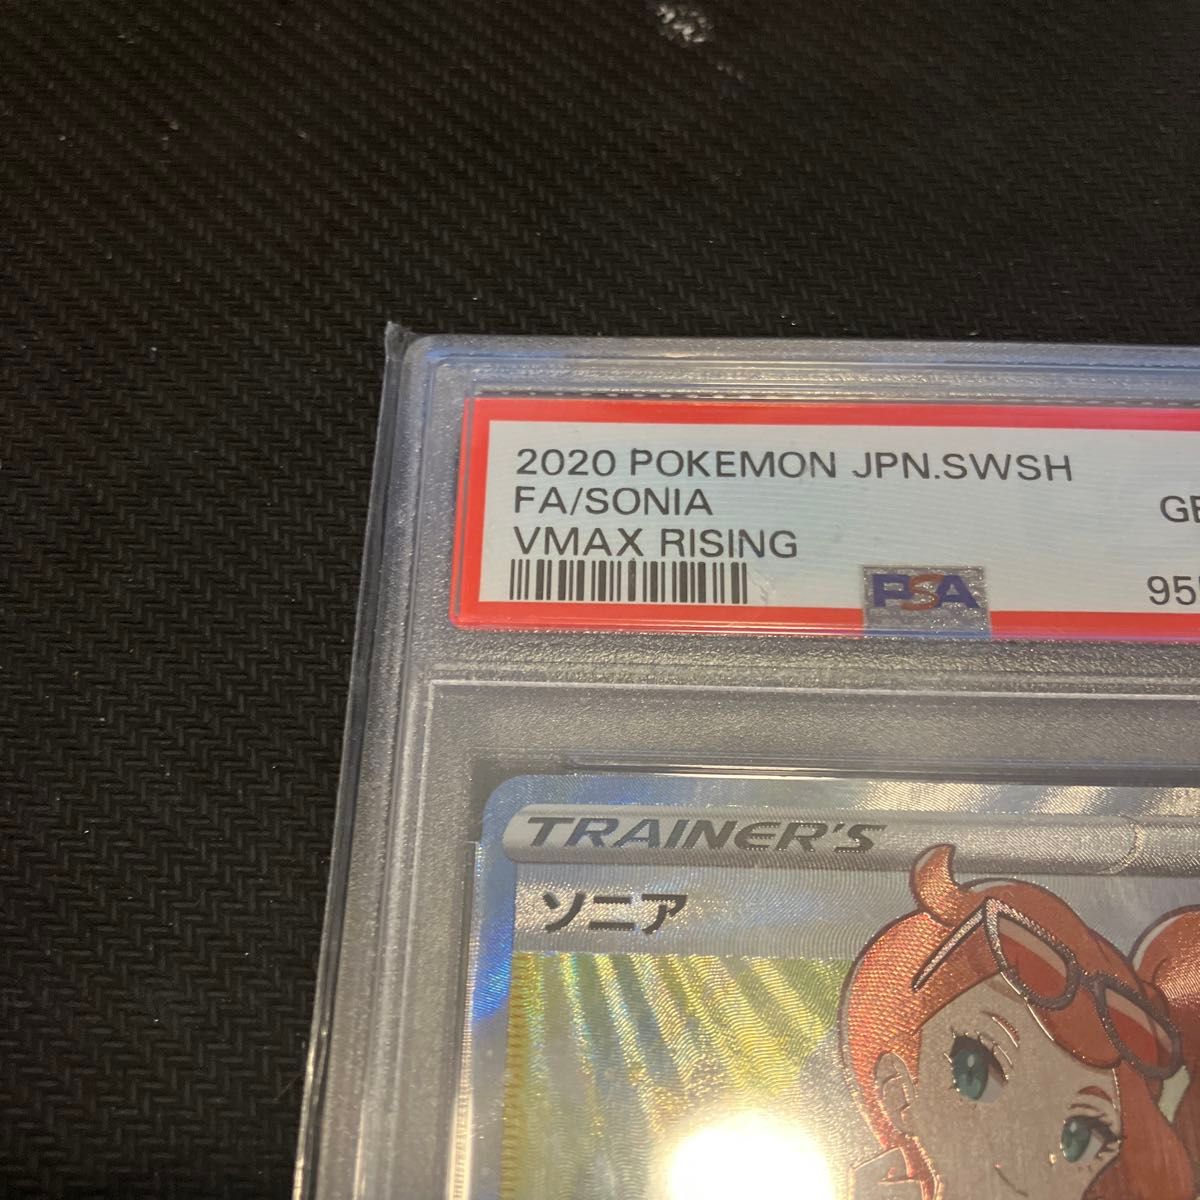 2020 POKEMON JPN.SWSH
FA/SONIA
VMAX RISING
PSA
TRAINER'S
ソニア